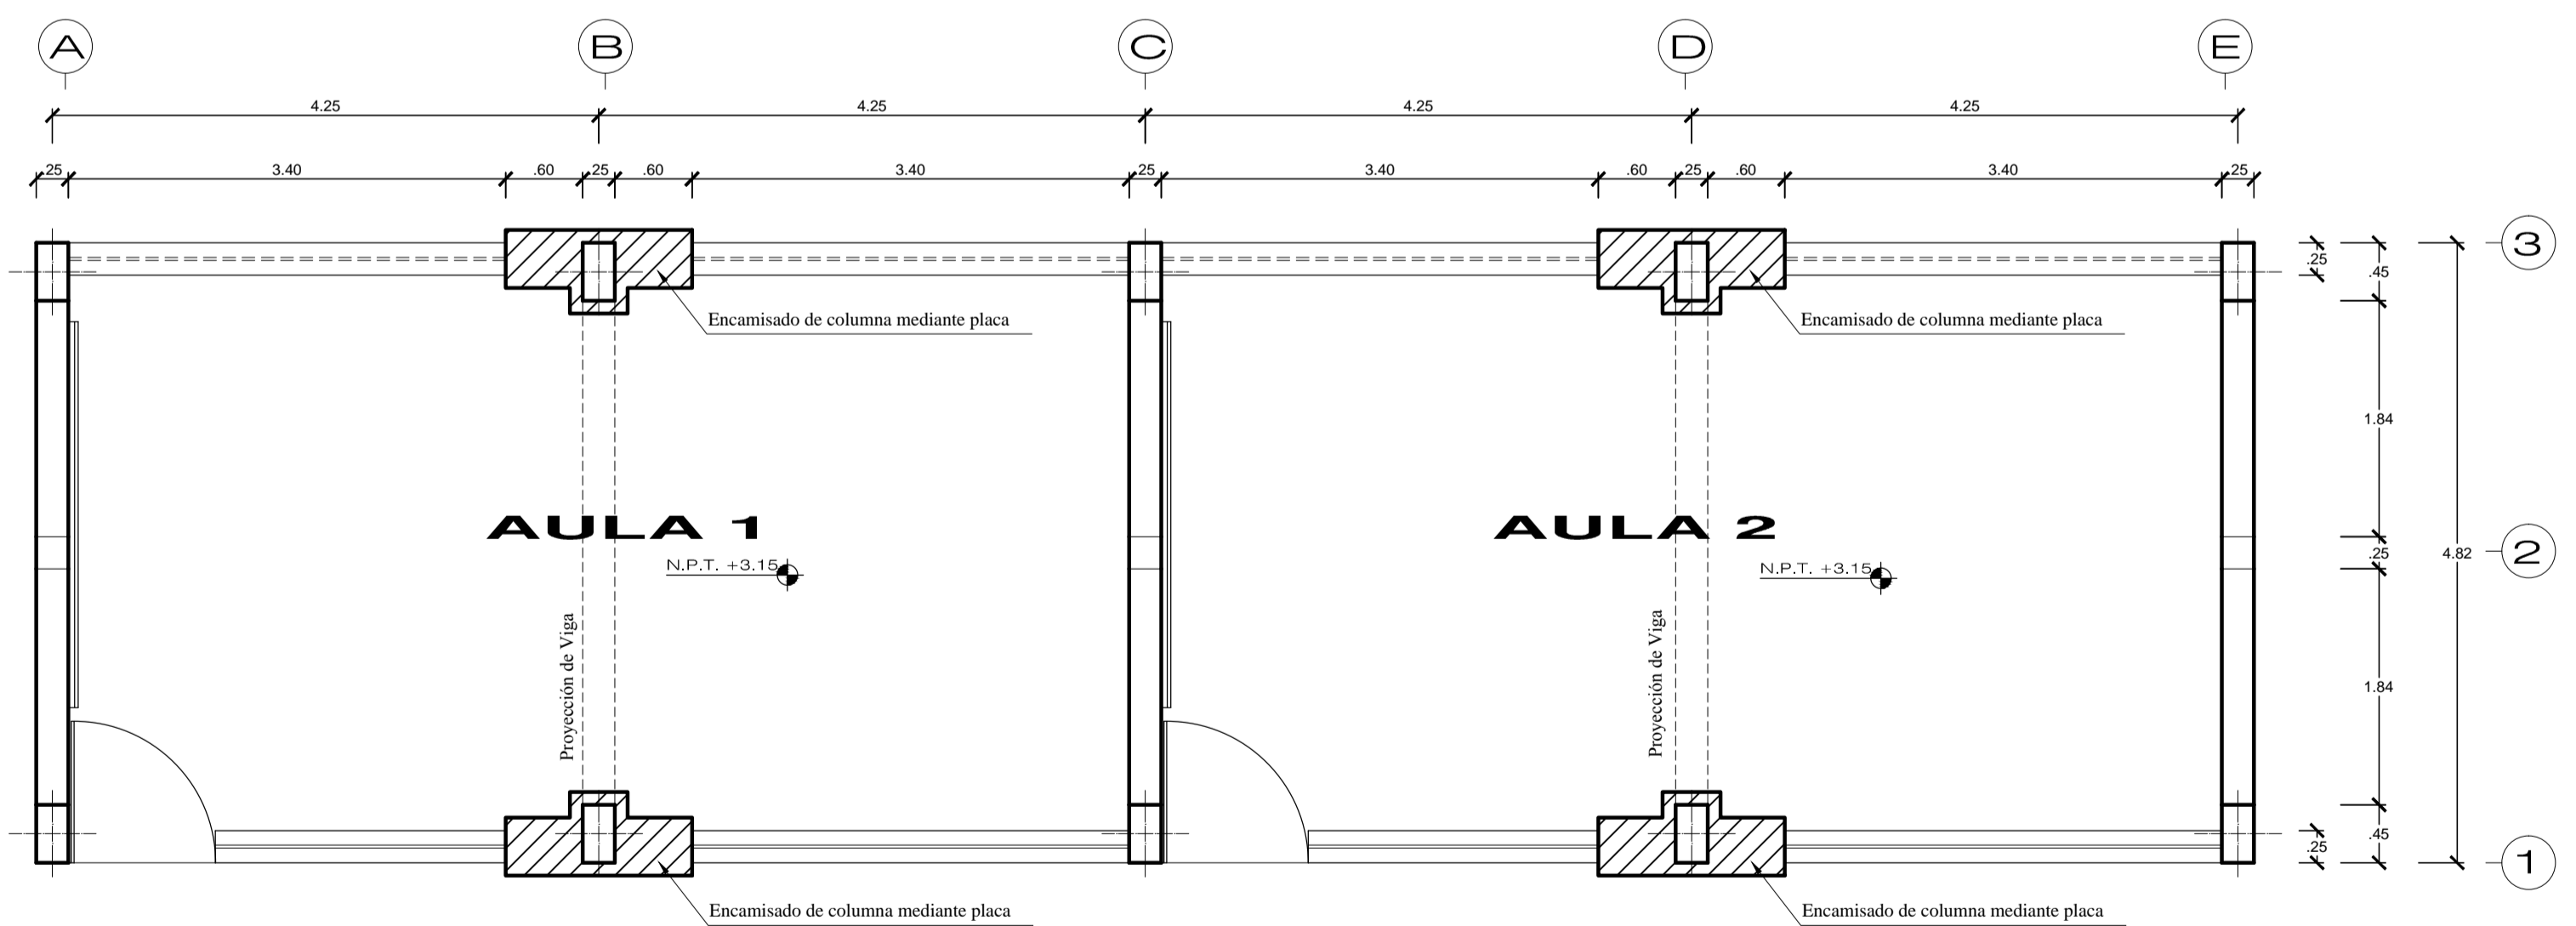 A B C D E
4.25 4.25 4.25 4.25
.25 3.40 .60 .25 .60 3.40 .25 3.40 .60 .25 .60 3.40 .25
3
.25 .45
Encamisado de columna mediante placa Encamisado de columna mediante placa
1.84
AULA 1 AULA 2
.25 4.82 2
N.P.T. +3.15 N.P.T. +3.15
Proyección de Viga Proyección de Viga
1.84
.25 .45
1
Encamisado de columna mediante placa Encamisado de columna mediante placa